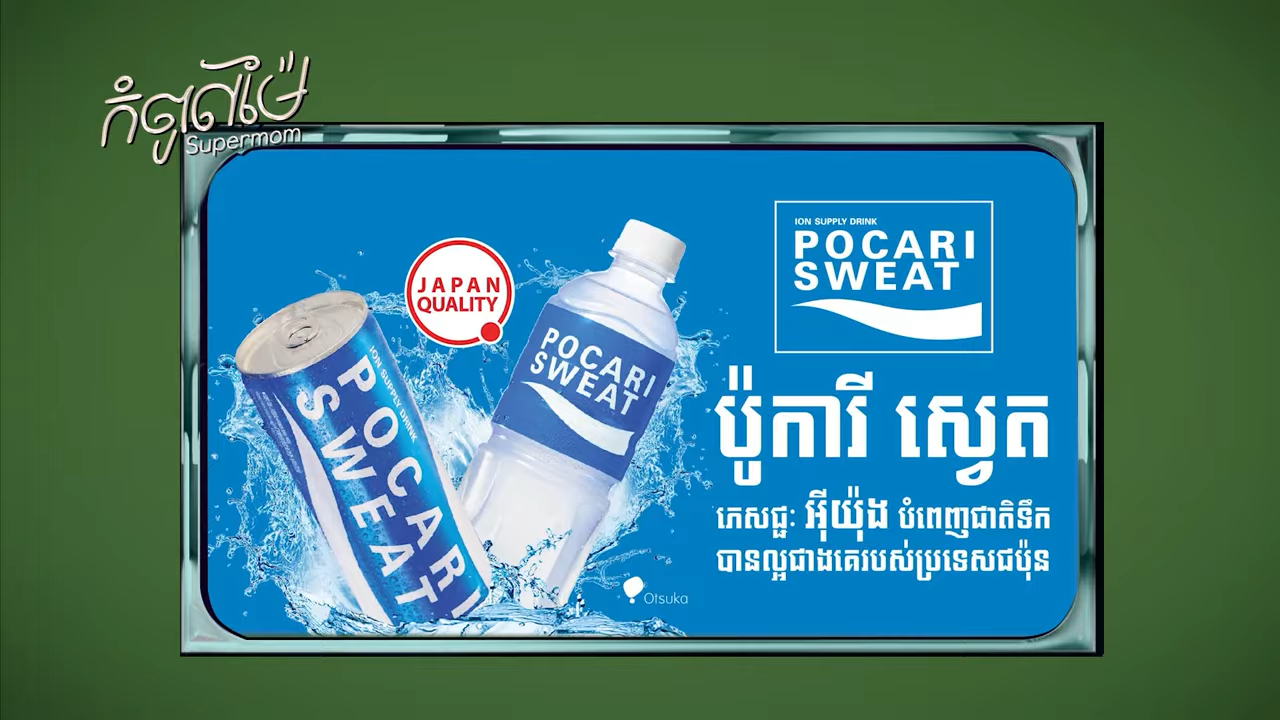 កំពូលម៉ែ
Supermom
JAPAN
QUALITY
ION SUPPLY DRINK
POCARI
SWEAT
POCARI
SWEAT
ION SUPPLY DRINK
POCARI
SWEAT
ប៉ូការី ស្វេត
ភេសជ្ជៈ អ៊ីយ៉ុង បំពេញជាតិទឹក
បានល្អជាងគេរបស់ប្រទេសជប៉ុន
Otsuka